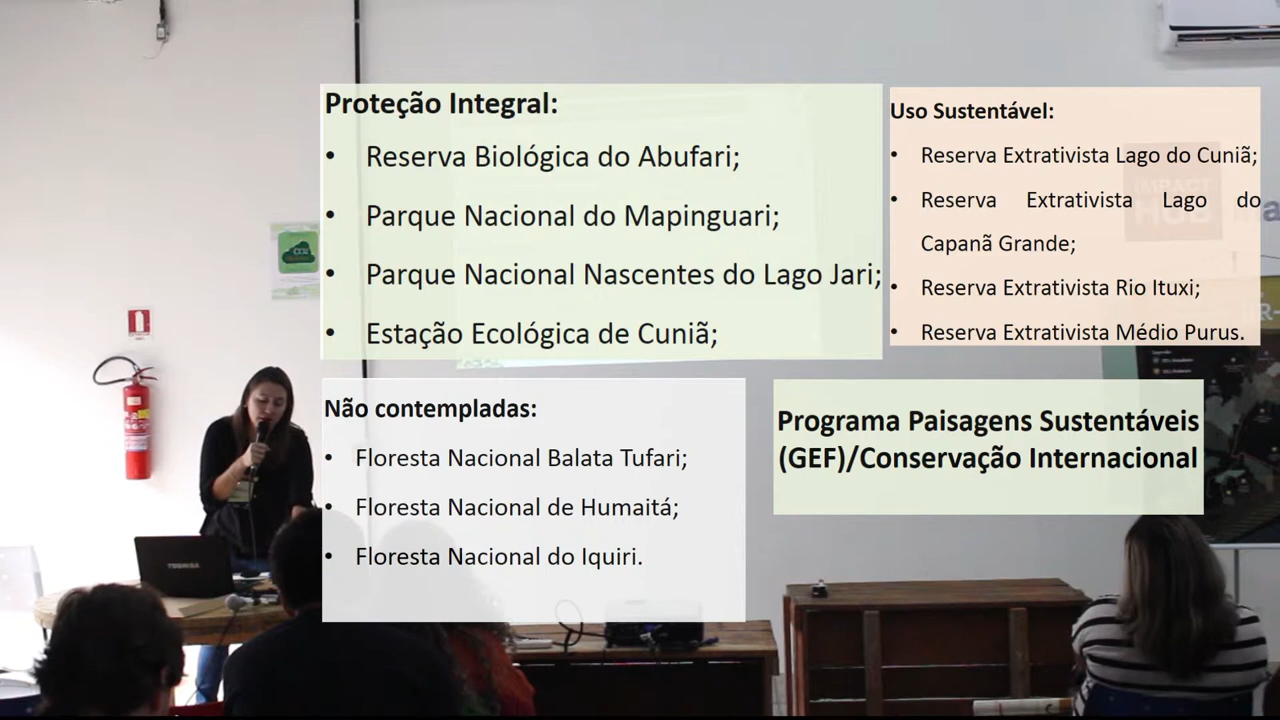 Proteção Integral:
• Reserva Biológica do Abufari;
• Parque Nacional do Mapinguari;
• Parque Nacional Nascentes do Lago Jari;
• Estação Ecológica de Cuniã;
Uso Sustentável:
• Reserva Extrativista Lago do Cuniã;
• Reserva Extrativista Lago do
Capanã Grande;
• Reserva Extrativista Rio Ituxi;
• Reserva Extrativista Médio Purus.
Não contempladas:
• Floresta Nacional Balata Tufari;
• Floresta Nacional de Humaitá;
• Floresta Nacional do Iquiri.
Programa Paisagens Sustentáveis
(GEF)/Conservação Internacional
IMPACT
HUB
TOSHIBA